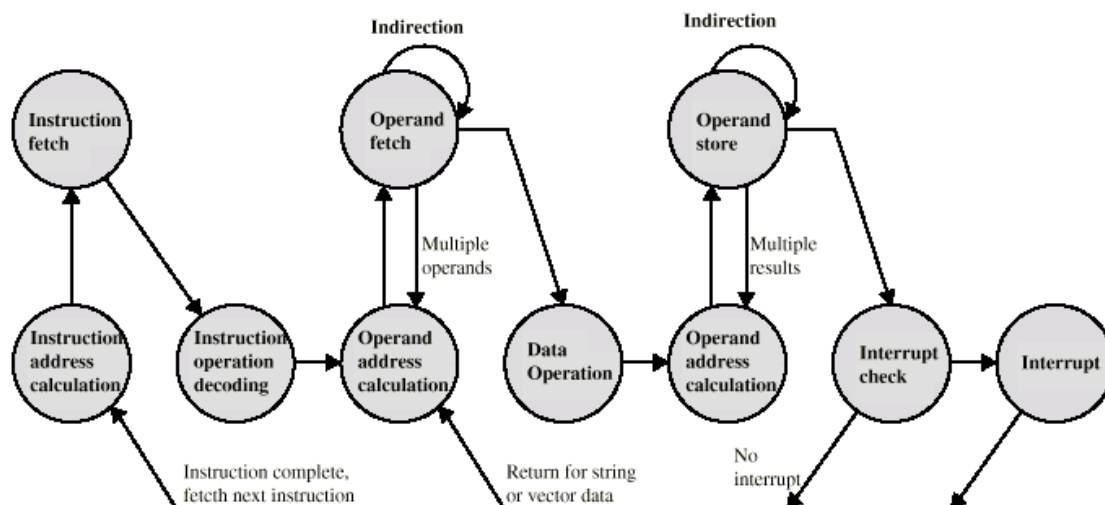 Indirection
Indirection
Instruction
fetch
Operand
fetch
Operand
store
Multiple
operands
Multiple
results
Instruction
address
calculation
Instruction
operation
decoding
Operand
address
calculation
Data
Operation
Operand
address
calculation
Interrupt
check
Interrupt
Instruction complete,
fetcth next instruction
Return for string
or vector data
No
interrupt